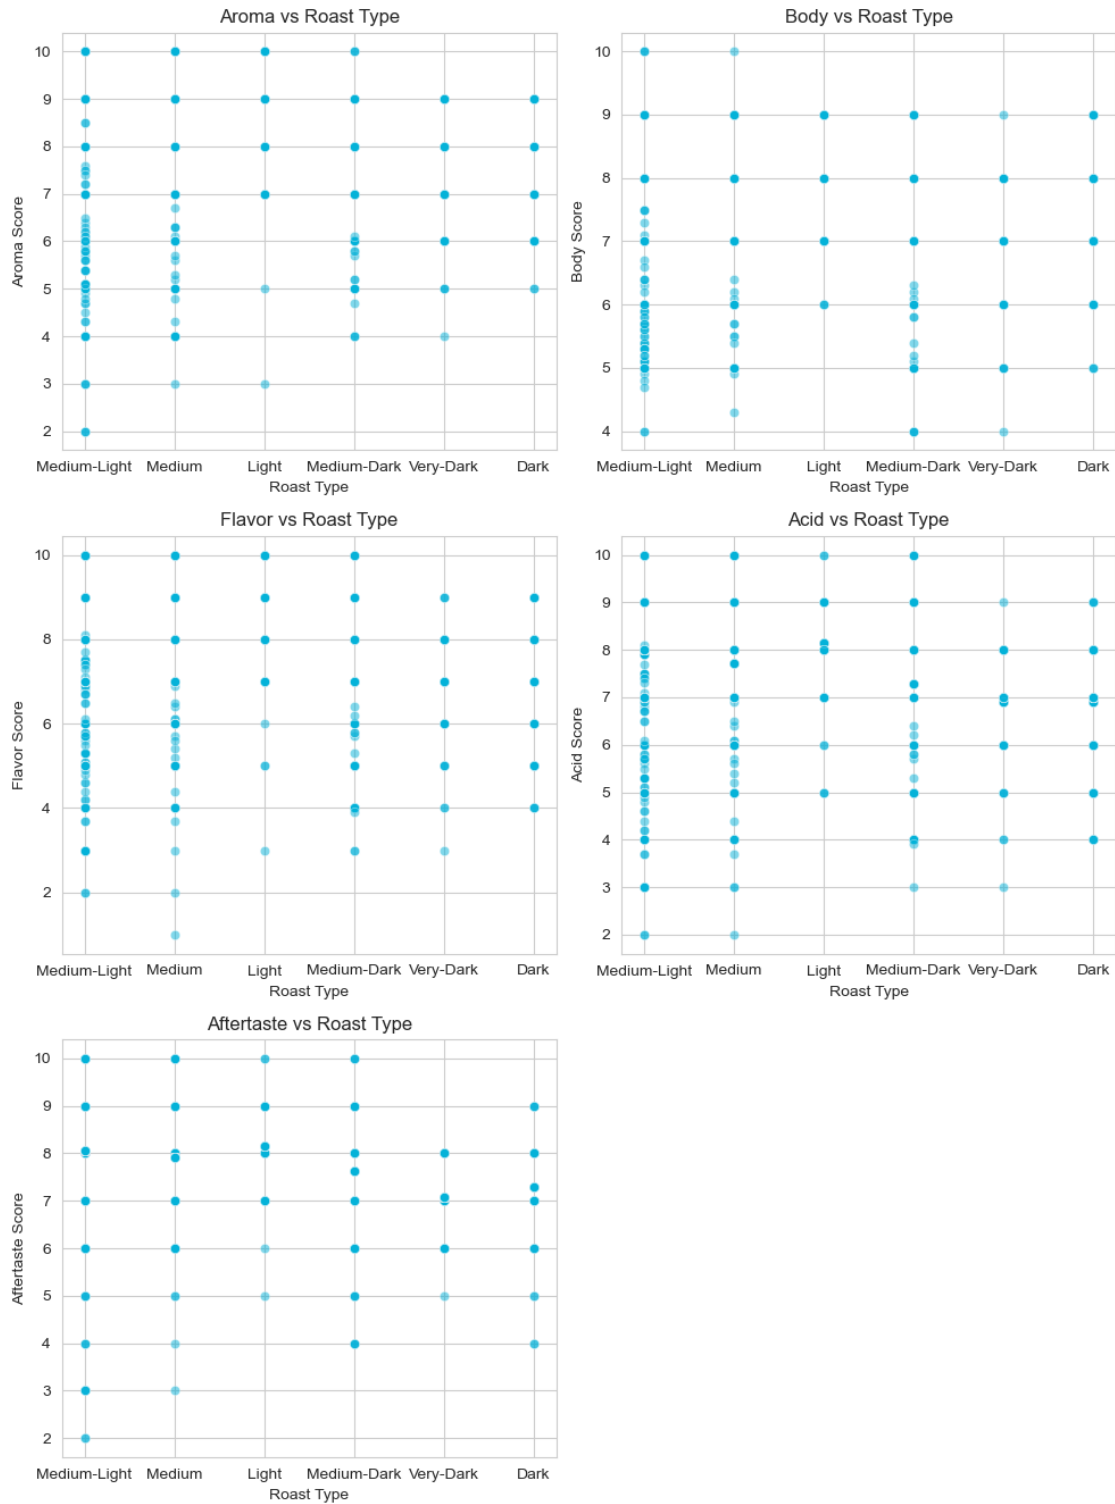 Aroma vs Roast Type
Aroma Score
10
9
8
7
6
5
4
3
2
Medium-Light Medium Light Medium-Dark Very-Dark Dark
Roast Type
Body vs Roast Type
Body Score
10
9
8
7
6
5
4
Medium-Light Medium Light Medium-Dark Very-Dark Dark
Roast Type
Flavor vs Roast Type
Flavor Score
10
8
6
4
2
Medium-Light Medium Light Medium-Dark Very-Dark Dark
Roast Type
Acid vs Roast Type
Acid Score
10
9
8
7
6
5
4
3
2
Medium-Light Medium Light Medium-Dark Very-Dark Dark
Roast Type
Aftertaste vs Roast Type
Aftertaste Score
10
9
8
7
6
5
4
3
2
Medium-Light Medium Light Medium-Dark Very-Dark Dark
Roast Type